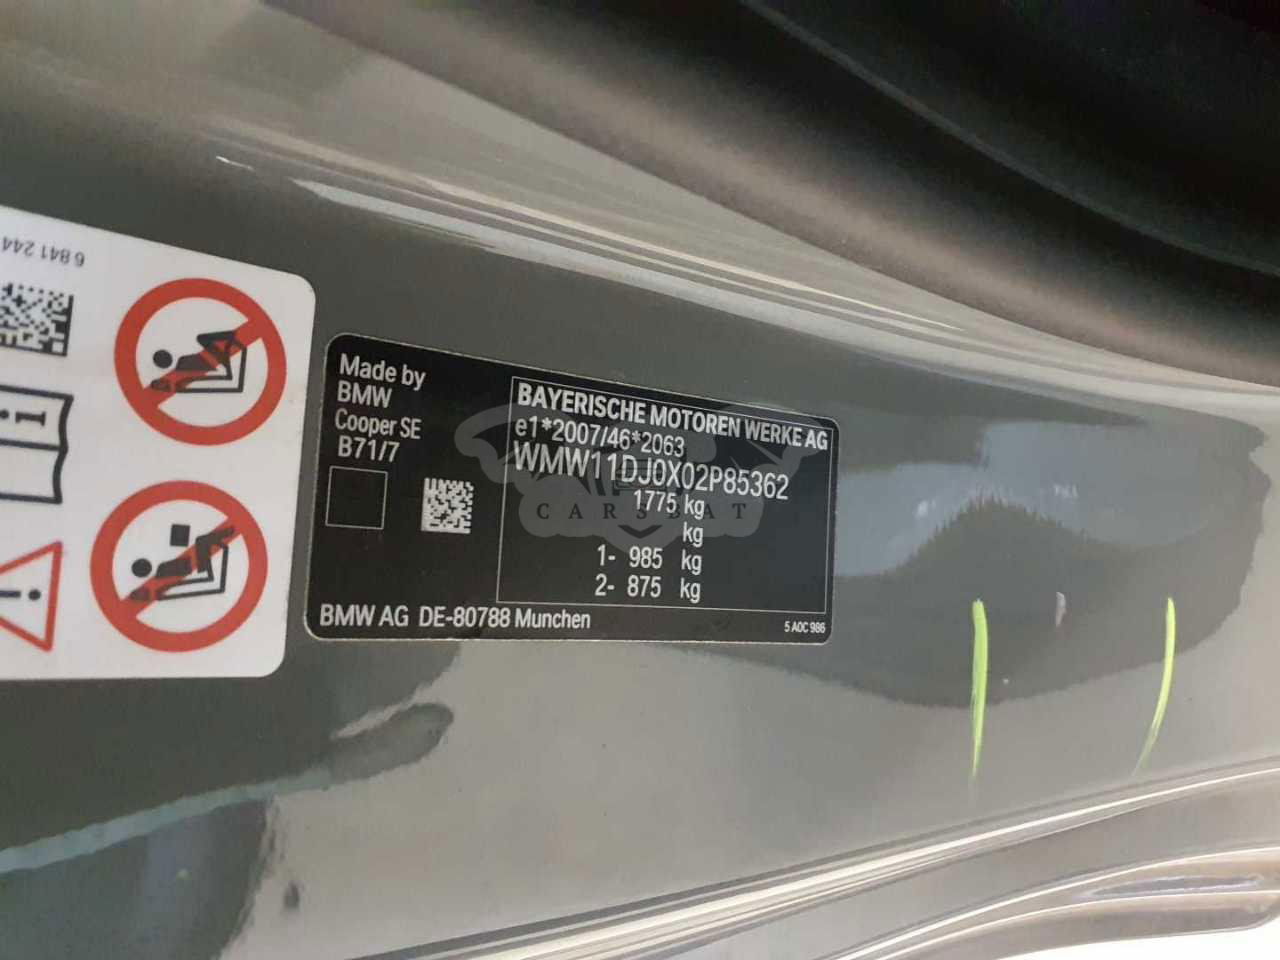 6 841 244
Made by
BMW
Cooper SE
B71/7
BAYERISCHE MOTOREN WERKE AG
e1*2007/46*2063
WMW11DJ0X02P85362
1775 kg
kg
1- 985 kg
2- 875 kg
BMW AG DE-80788 Munchen
5 A0C 986
CARSBAT